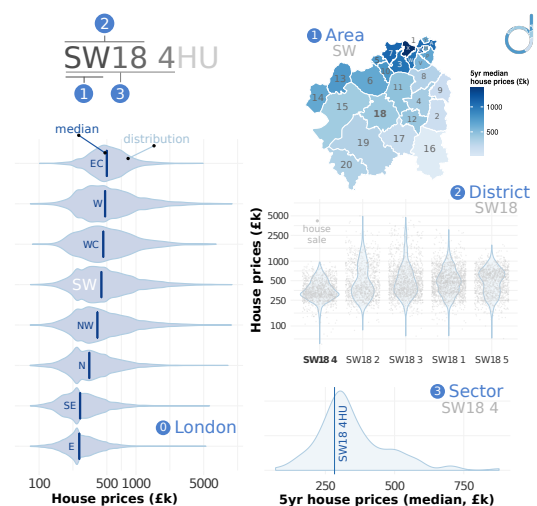 2
SW18 4HU
1 3
median
distribution
EC
W
WC
SW
NW
N
SE
E
0 London
100 500 1000 5000
House prices (£k)
1 Area
SW
1
7
3
13
6
8
14
11
9
15
4
18
2
12
17
19
16
20
5yr median
house prices (£k)
1000
500
2 District
SW18
House prices (£k)
5000
2500
1000
500
250
100
house
sale
SW18 4 SW18 2 SW18 3 SW18 1 SW18 5
3 Sector
SW18 4
SW18 4HU
250 500 750
5yr house prices (median, £k)